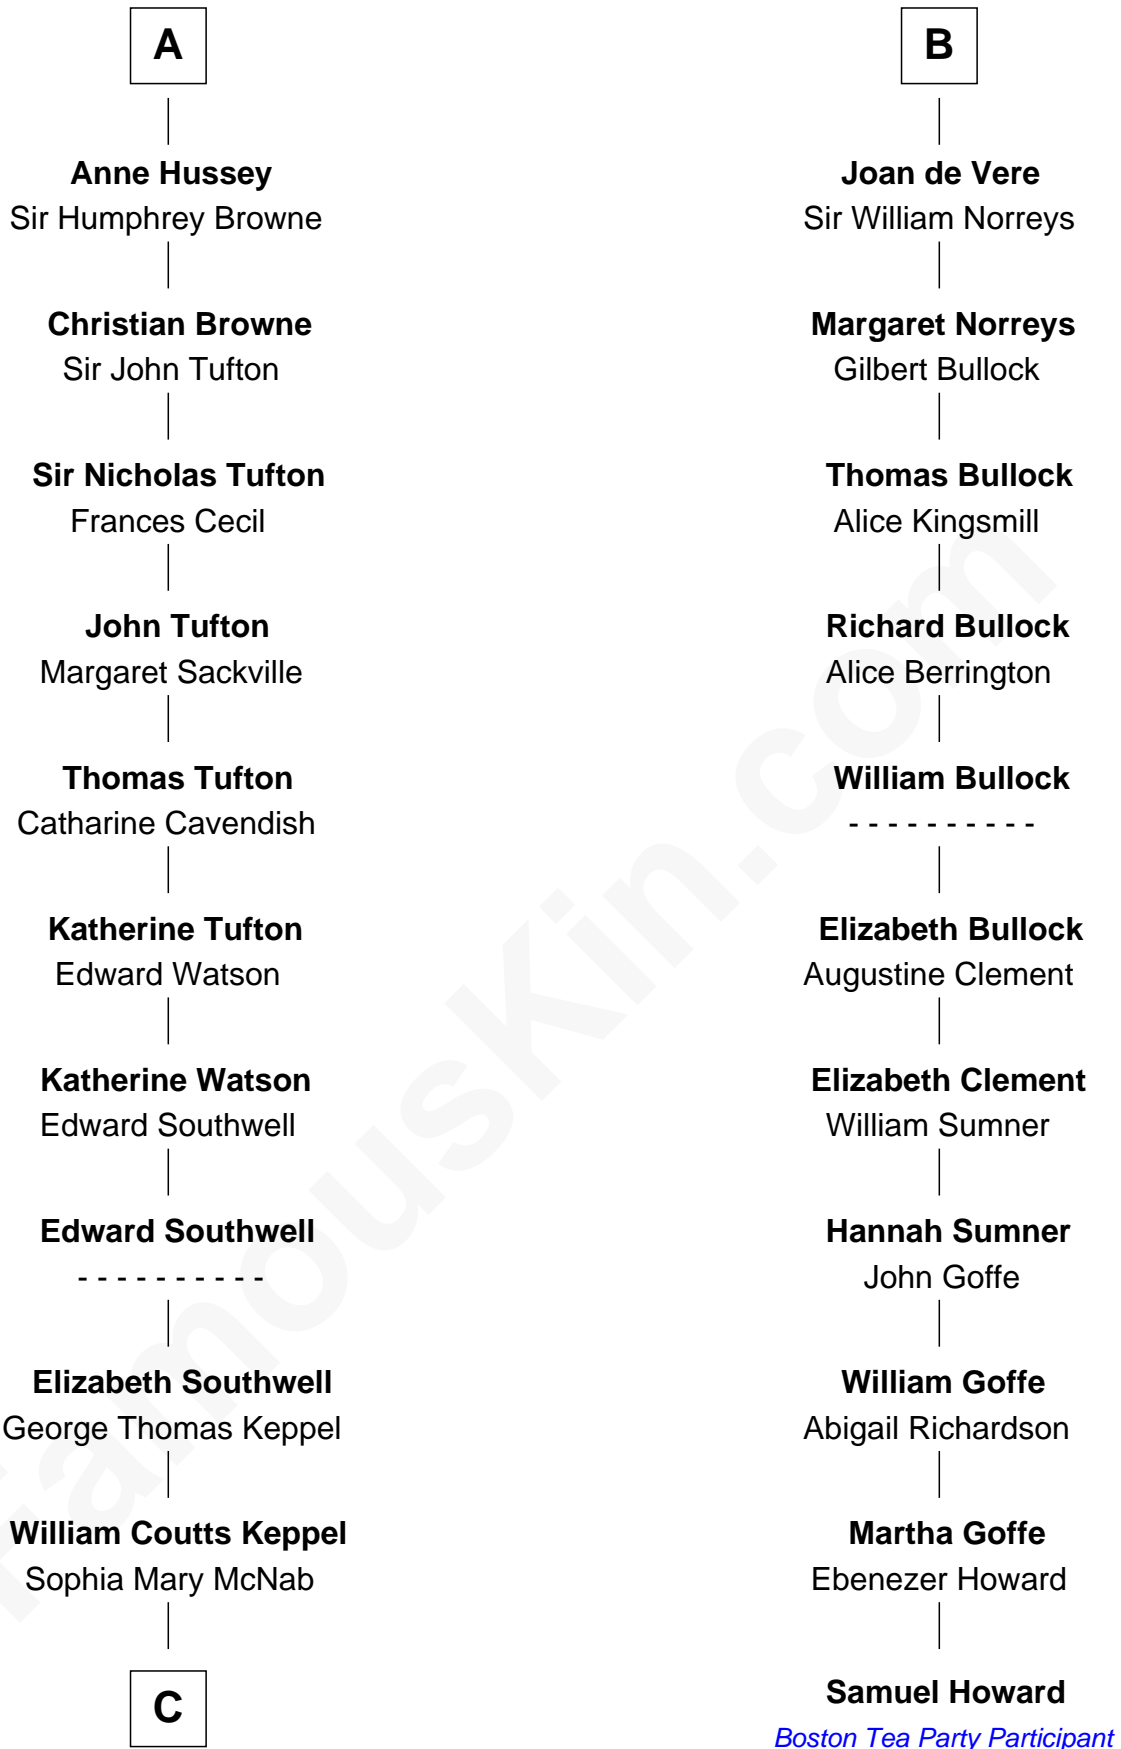 A
Anne Hussey
Sir Humphrey Browne
Christian Browne
Sir John Tufton
Sir Nicholas Tufton
Frances Cecil
John Tufton
Margaret Sackville
Thomas Tufton
Catharine Cavendish
Katherine Tufton
Edward Watson
Katherine Watson
Edward Southwell
Edward Southwell
- - - - - - - - - -
Elizabeth Southwell
George Thomas Keppel
William Coutts Keppel
Sophia Mary McNab
C
B
Joan de Vere
Sir William Norreys
Margaret Norreys
Gilbert Bullock
Thomas Bullock
Alice Kingsmill
Richard Bullock
Alice Berrington
William Bullock
- - - - - - - - - -
Elizabeth Bullock
Augustine Clement
Elizabeth Clement
William Sumner
Hannah Sumner
John Goffe
William Goffe
Abigail Richardson
Martha Goffe
Ebenezer Howard
Samuel Howard
Boston Tea Party Participant
FamousKin.com